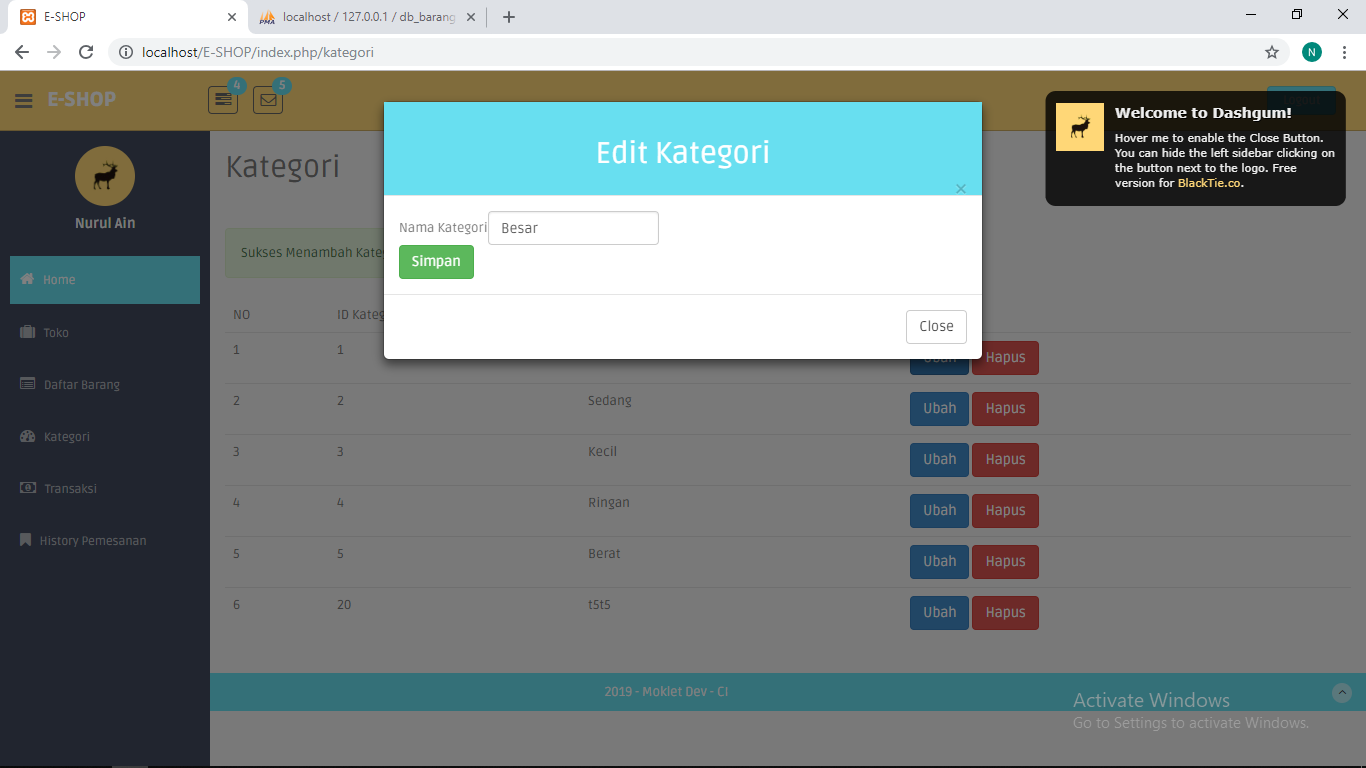 E-SHOP
localhost / 127.0.0.1 / db_barang
localhost/E-SHOP/index.php/kategori
N
E-SHOP
4
5
Edit Kategori
×
Welcome to Dashgum!
Hover me to enable the Close Button.
You can hide the left sidebar clicking on
the button next to the logo. Free
version for BlackTie.co.
Nurul Ain
Home
Toko
Daftar Barang
Kategori
Transaksi
History Pemesanan
Kategori
Nama Kategori Besar
Simpan
Close
Sukses Menambah Kate
NO ID Kateg
1 1 Ubah Hapus
2 2 Sedang Ubah Hapus
3 3 Kecil Ubah Hapus
4 4 Ringan Ubah Hapus
5 5 Berat Ubah Hapus
6 20 t5t5 Ubah Hapus
2019 - Moklet Dev - CI
Activate Windows
Go to Settings to activate Windows.